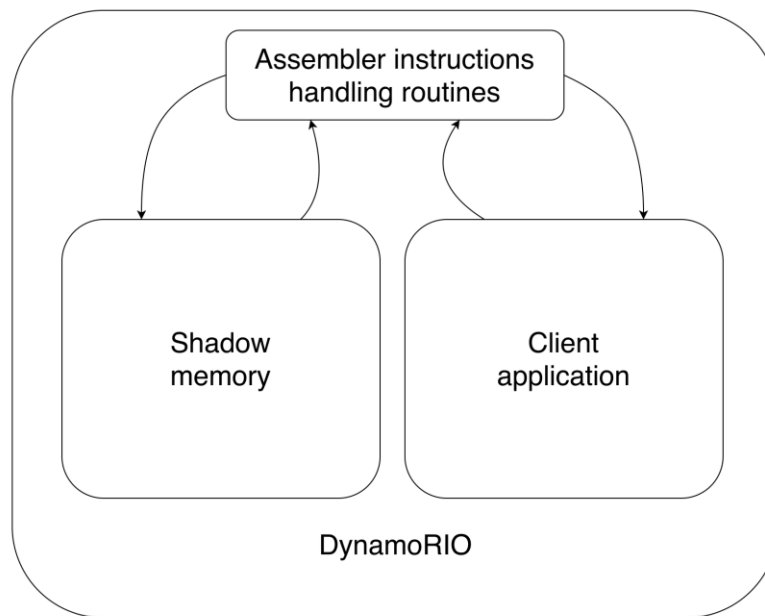 Assembler instructions
handling routines
Shadow
memory
Client
application
DynamoRIO